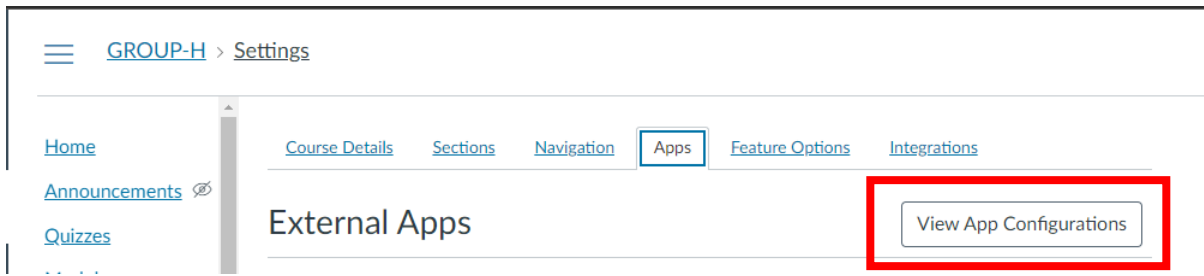 GROUP-H > Settings
Home
Announcements
Quizzes
Course Details Sections Navigation Apps Feature Options Integrations
External Apps
View App Configurations